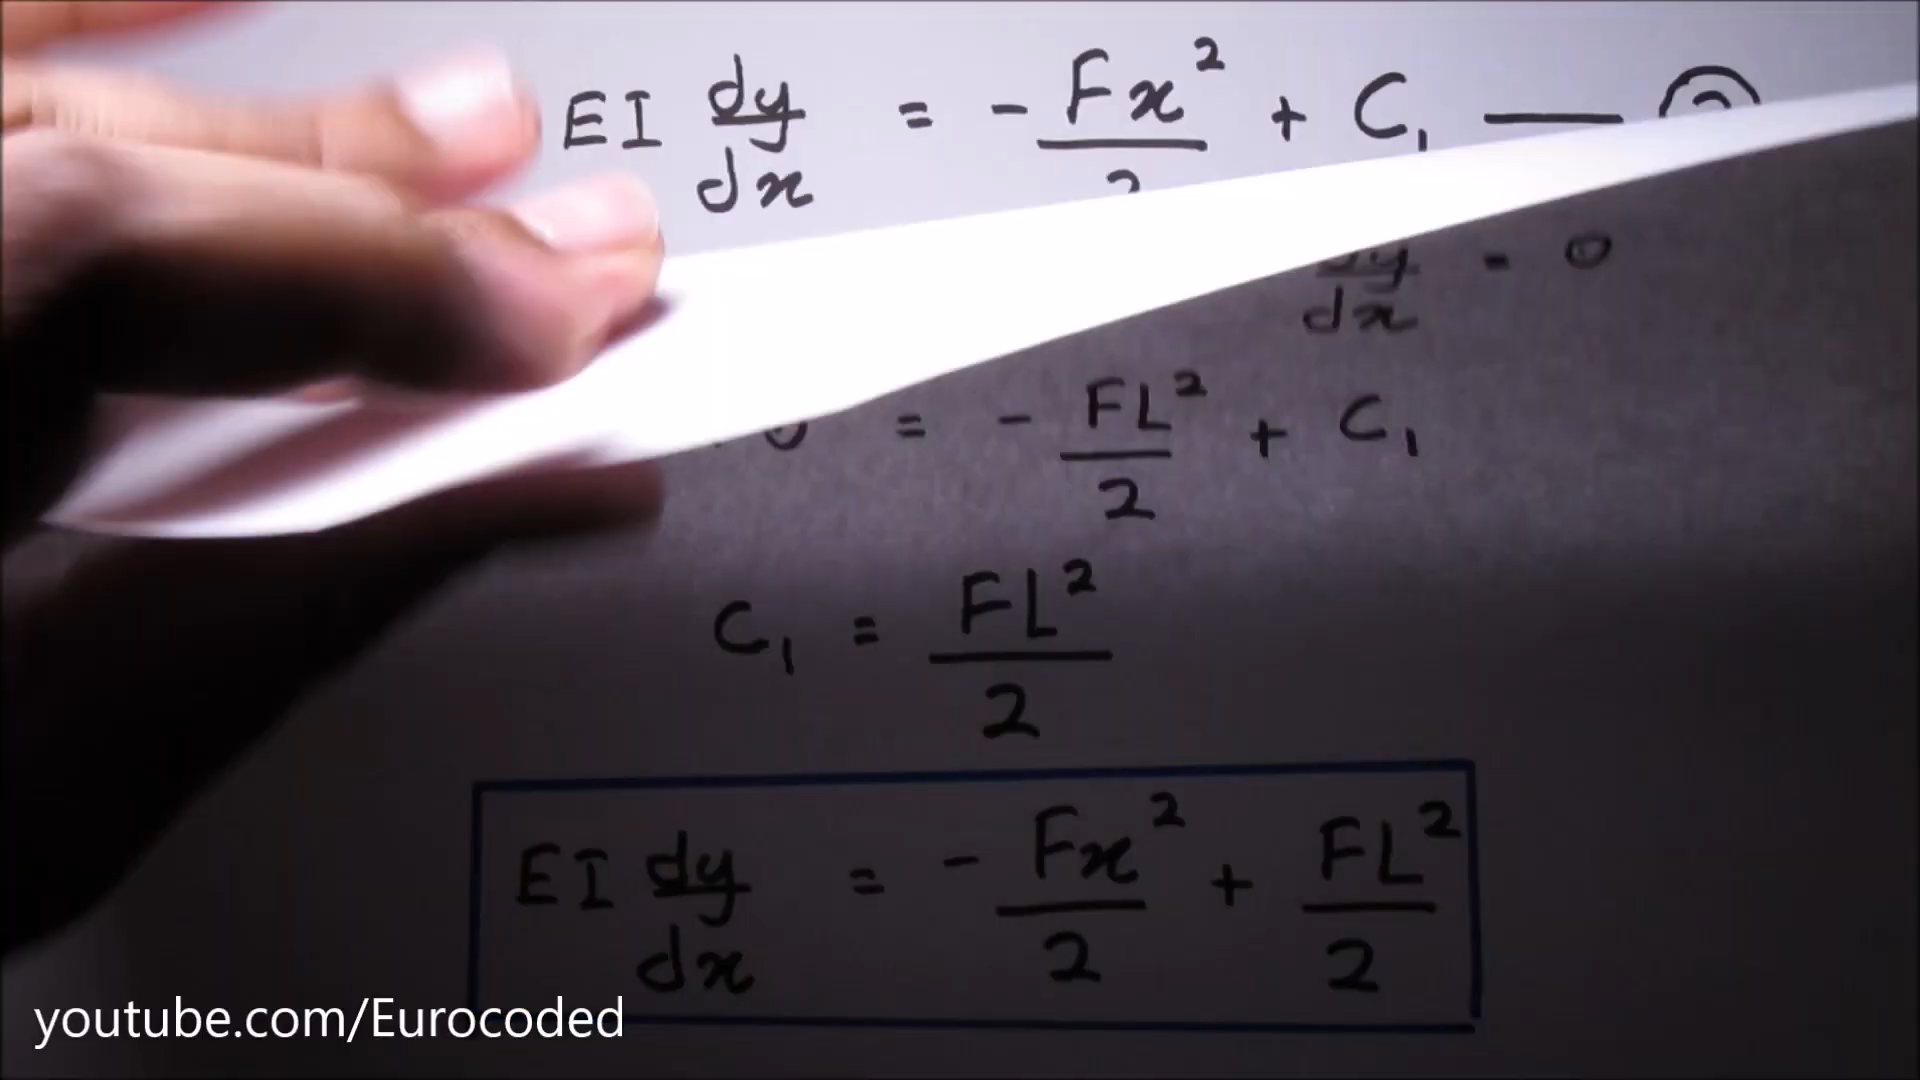 EI dy/dx = - Fx²/2 + C₁ —
dy/dx = 0
0 = - FL²/2 + C₁
C₁ = FL²/2
EI dy/dx = - Fx²/2 + FL²/2
youtube.com/Eurocoded